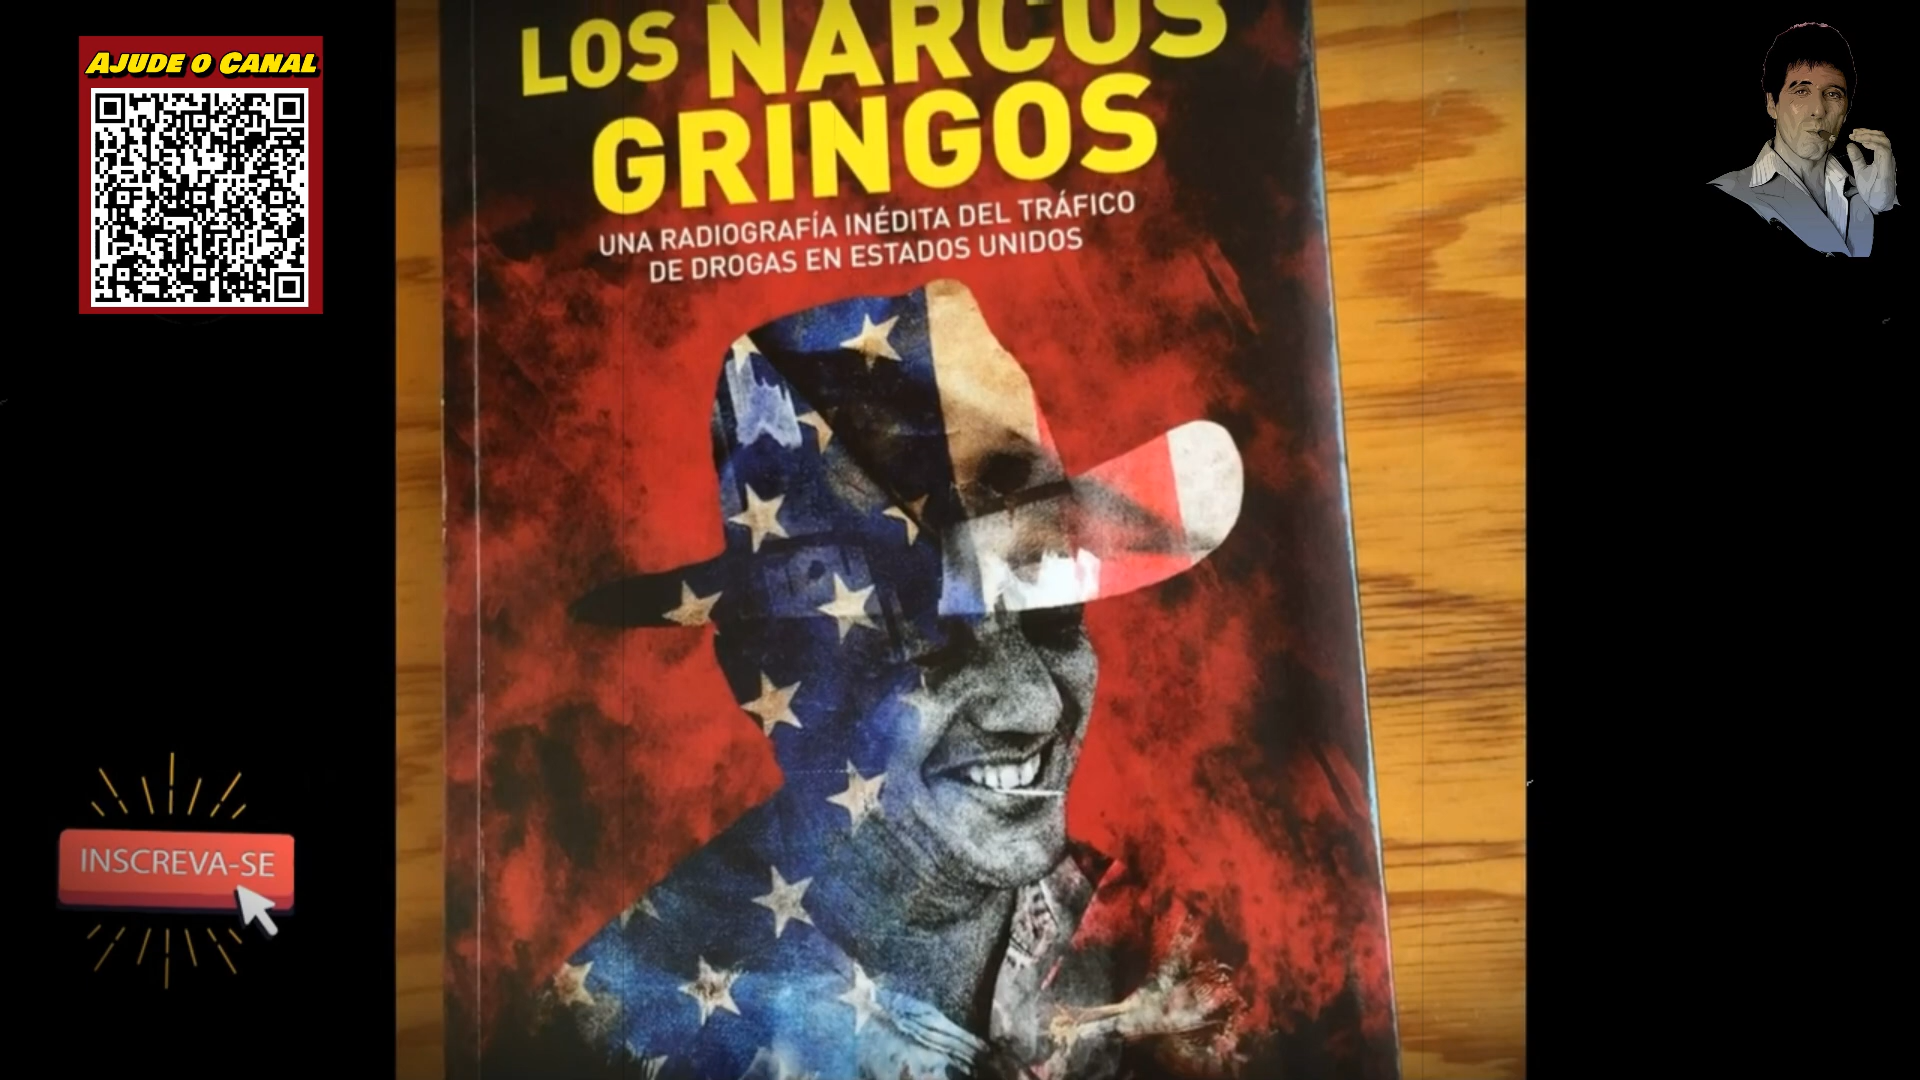 AJUDE O CANAL
LOS NARCOS
GRINGOS
UNA RADIOGRAFÍA INÉDITA DEL TRÁFICO
DE DROGAS EN ESTADOS UNIDOS
INSCREVA-SE